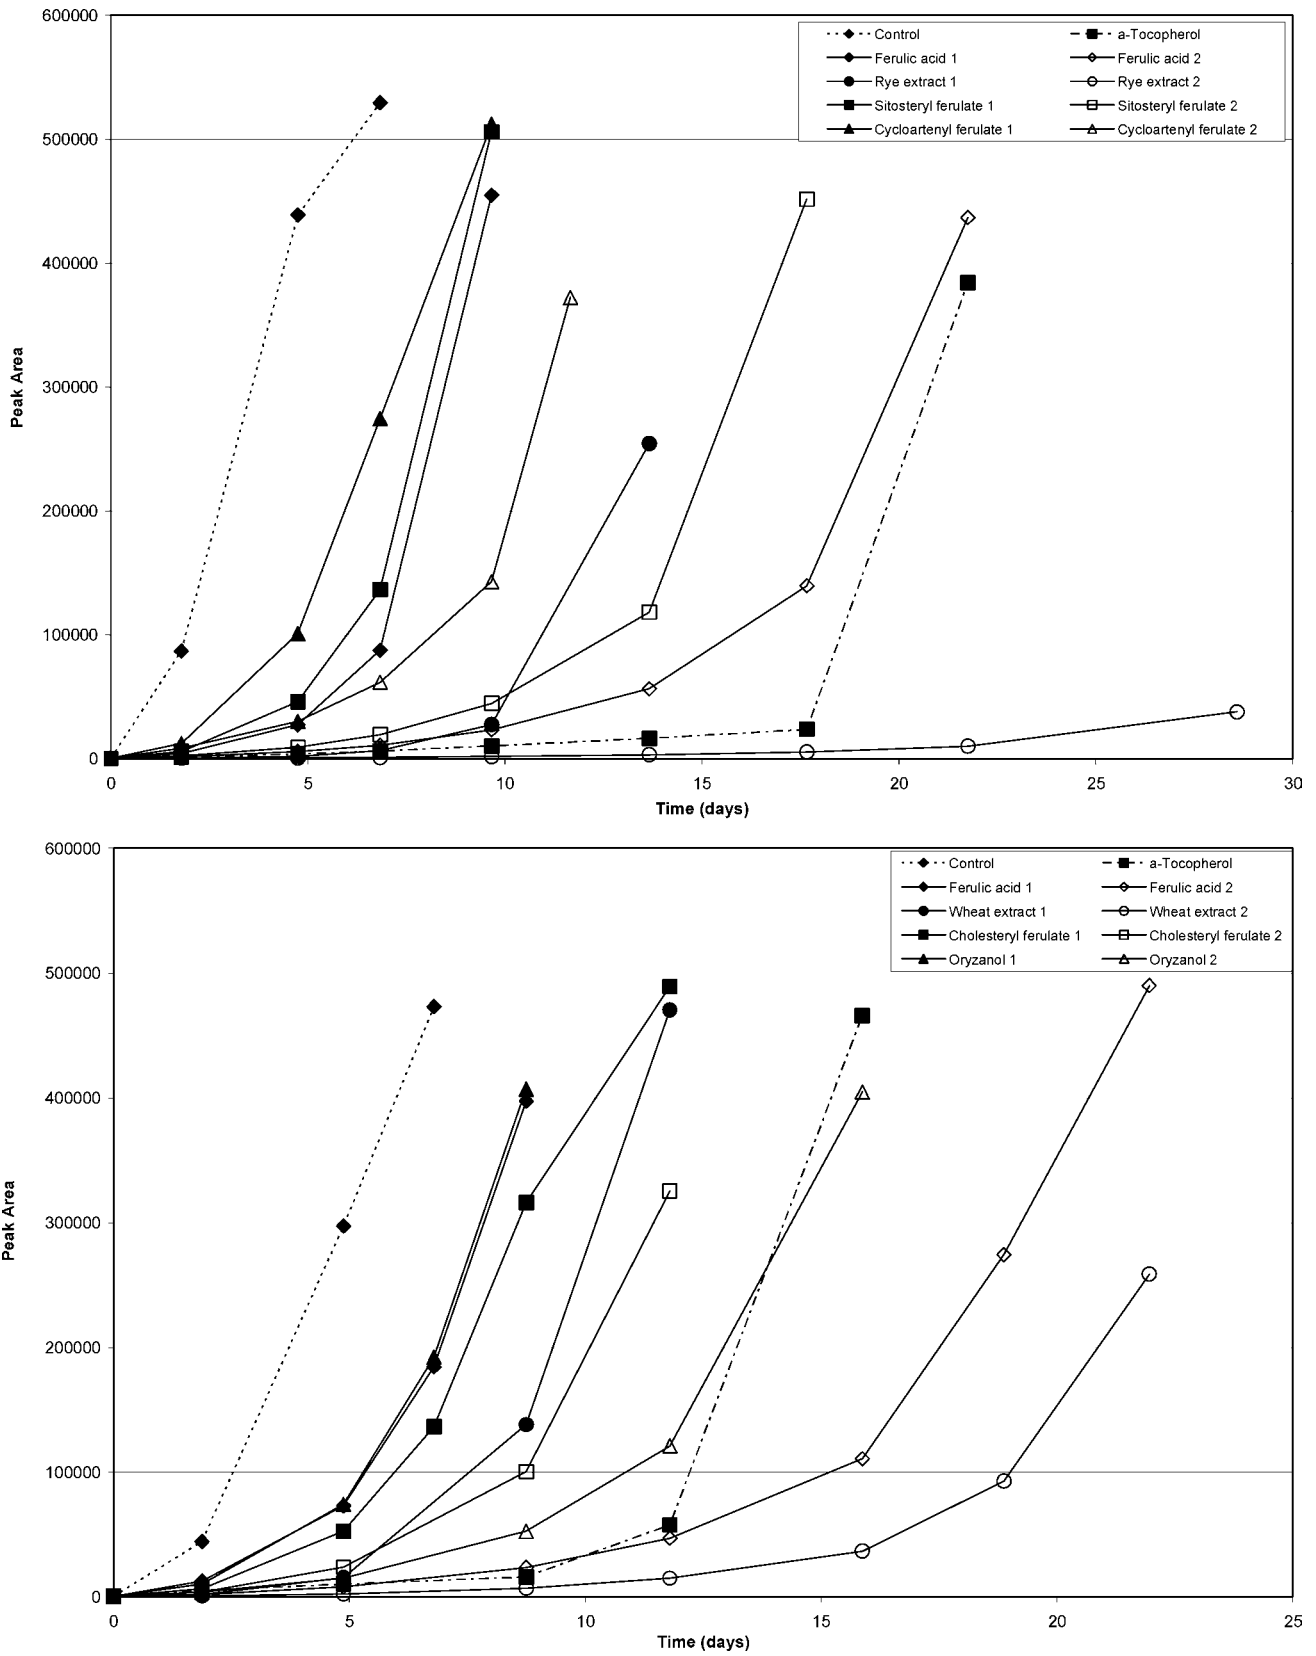 600000
500000
400000
300000
200000
100000
0
Peak Area
Control
a-Tocopherol
Ferulic acid 1
Ferulic acid 2
Rye extract 1
Rye extract 2
Sitosteryl ferulate 1
Sitosteryl ferulate 2
Cycloartenyl ferulate 1
Cycloartenyl ferulate 2
0 5 10 15 20 25 30
Time (days)
600000
500000
400000
300000
200000
100000
0
Peak Area
Control
a-Tocopherol
Ferulic acid 1
Ferulic acid 2
Wheat extract 1
Wheat extract 2
Cholesteryl ferulate 1
Cholesteryl ferulate 2
Oryzanol 1
Oryzanol 2
0 5 10 15 20 25
Time (days)